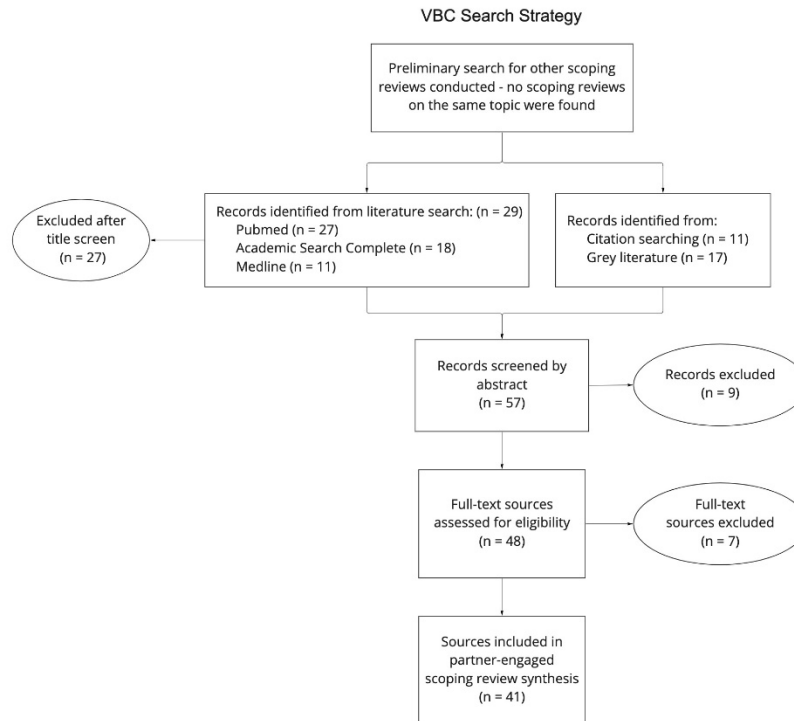 VBC Search Strategy
Preliminary search for other scoping
reviews conducted - no scoping reviews
on the same topic were found
Excluded after
title screen
(n = 27)
Records identified from literature search: (n = 29)
Pubmed (n = 27)
Academic Search Complete (n = 18)
Medline (n = 11)
Records identified from:
Citation searching (n = 11)
Grey literature (n = 17)
Records screened by
abstract
(n = 57)
Records excluded
(n = 9)
Full-text sources
assessed for eligibility
(n = 48)
Full-text
sources excluded
(n = 7)
Sources included in
partner-engaged
scoping review synthesis
(n = 41)